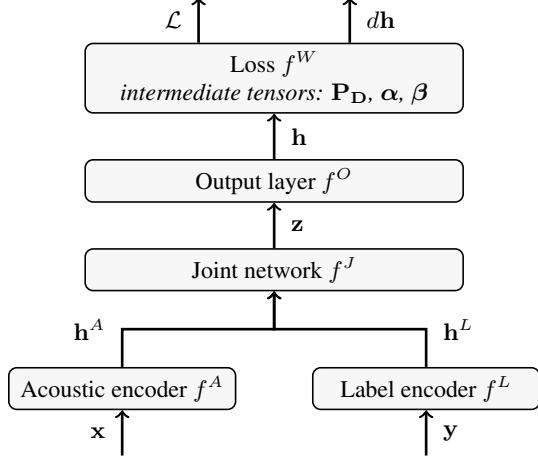 ℒ d𝐡
Loss f^W
intermediate tensors: P_D, α, β
h
Output layer f^O
z
Joint network f^J
h^A h^L
Acoustic encoder f^A Label encoder f^L
x y